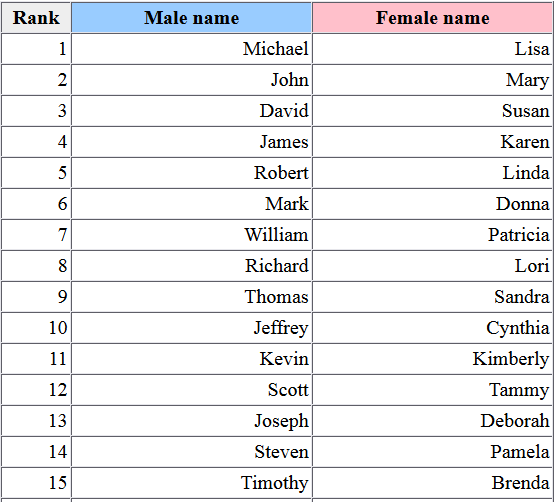 Rank Male name Female name
1 Michael Lisa
2 John Mary
3 David Susan
4 James Karen
5 Robert Linda
6 Mark Donna
7 William Patricia
8 Richard Lori
9 Thomas Sandra
10 Jeffrey Cynthia
11 Kevin Kimberly
12 Scott Tammy
13 Joseph Deborah
14 Steven Pamela
15 Timothy Brenda